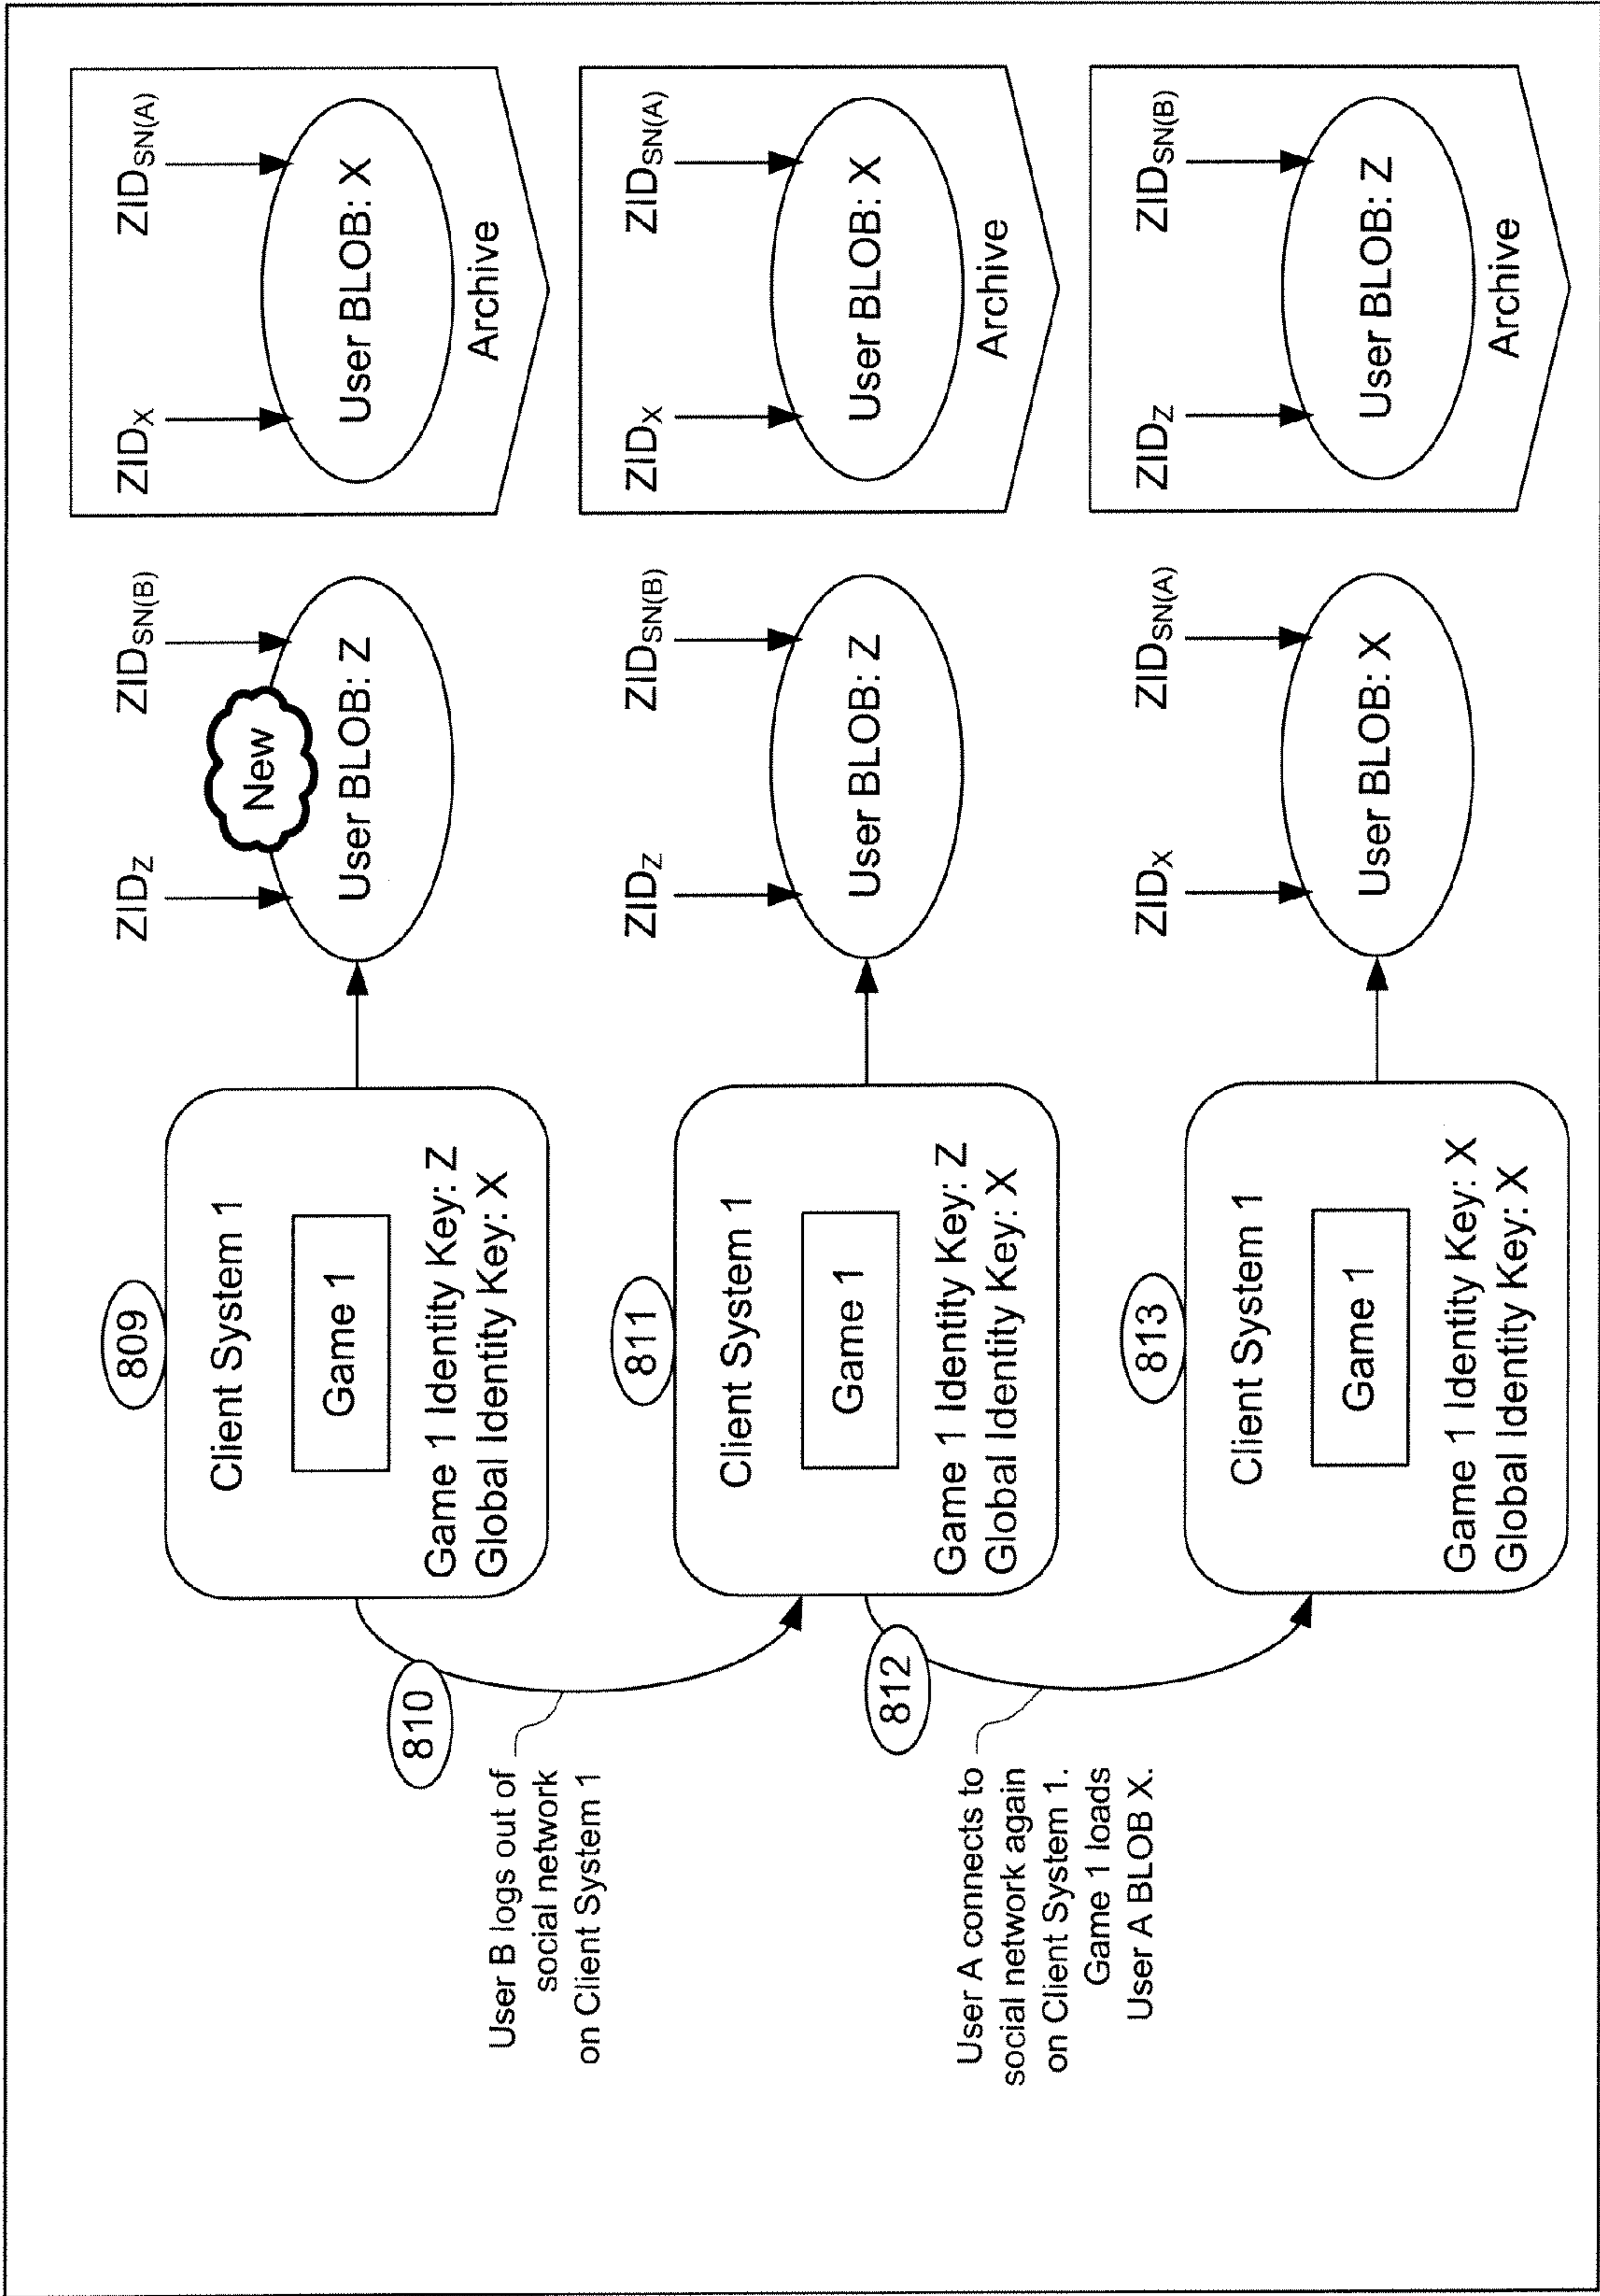 809
Client System 1
Game 1
Game 1 Identity Key: Z
Global Identity Key: X
ZIDZ
ZIDSN(B)
New
User BLOB: Z
ZIDX
ZIDSN(A)
User BLOB: X
Archive
810
User B logs out of
social network
on Client System 1
811
Client System 1
Game 1
Game 1 Identity Key: Z
Global Identity Key: X
ZIDZ
ZIDSN(B)
User BLOB: Z
ZIDX
ZIDSN(A)
User BLOB: X
Archive
812
User A connects to
social network again
on Client System 1.
Game 1 loads
User A BLOB X.
813
Client System 1
Game 1
Game 1 Identity Key: X
Global Identity Key: X
ZIDX
ZIDSN(A)
User BLOB: X
ZIDZ
ZIDSN(B)
User BLOB: Z
Archive